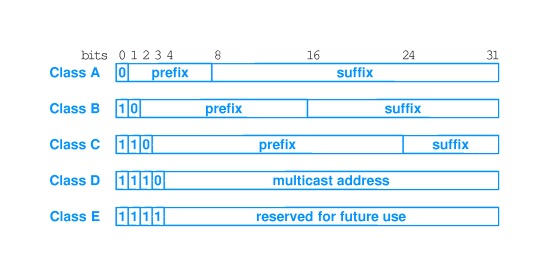 bits 0 1 2 3 4 8 16 24 31
Class A 0 prefix suffix
Class B 1 0 prefix suffix
Class C 1 1 0 prefix suffix
Class D 1 1 1 0 multicast address
Class E 1 1 1 1 reserved for future use